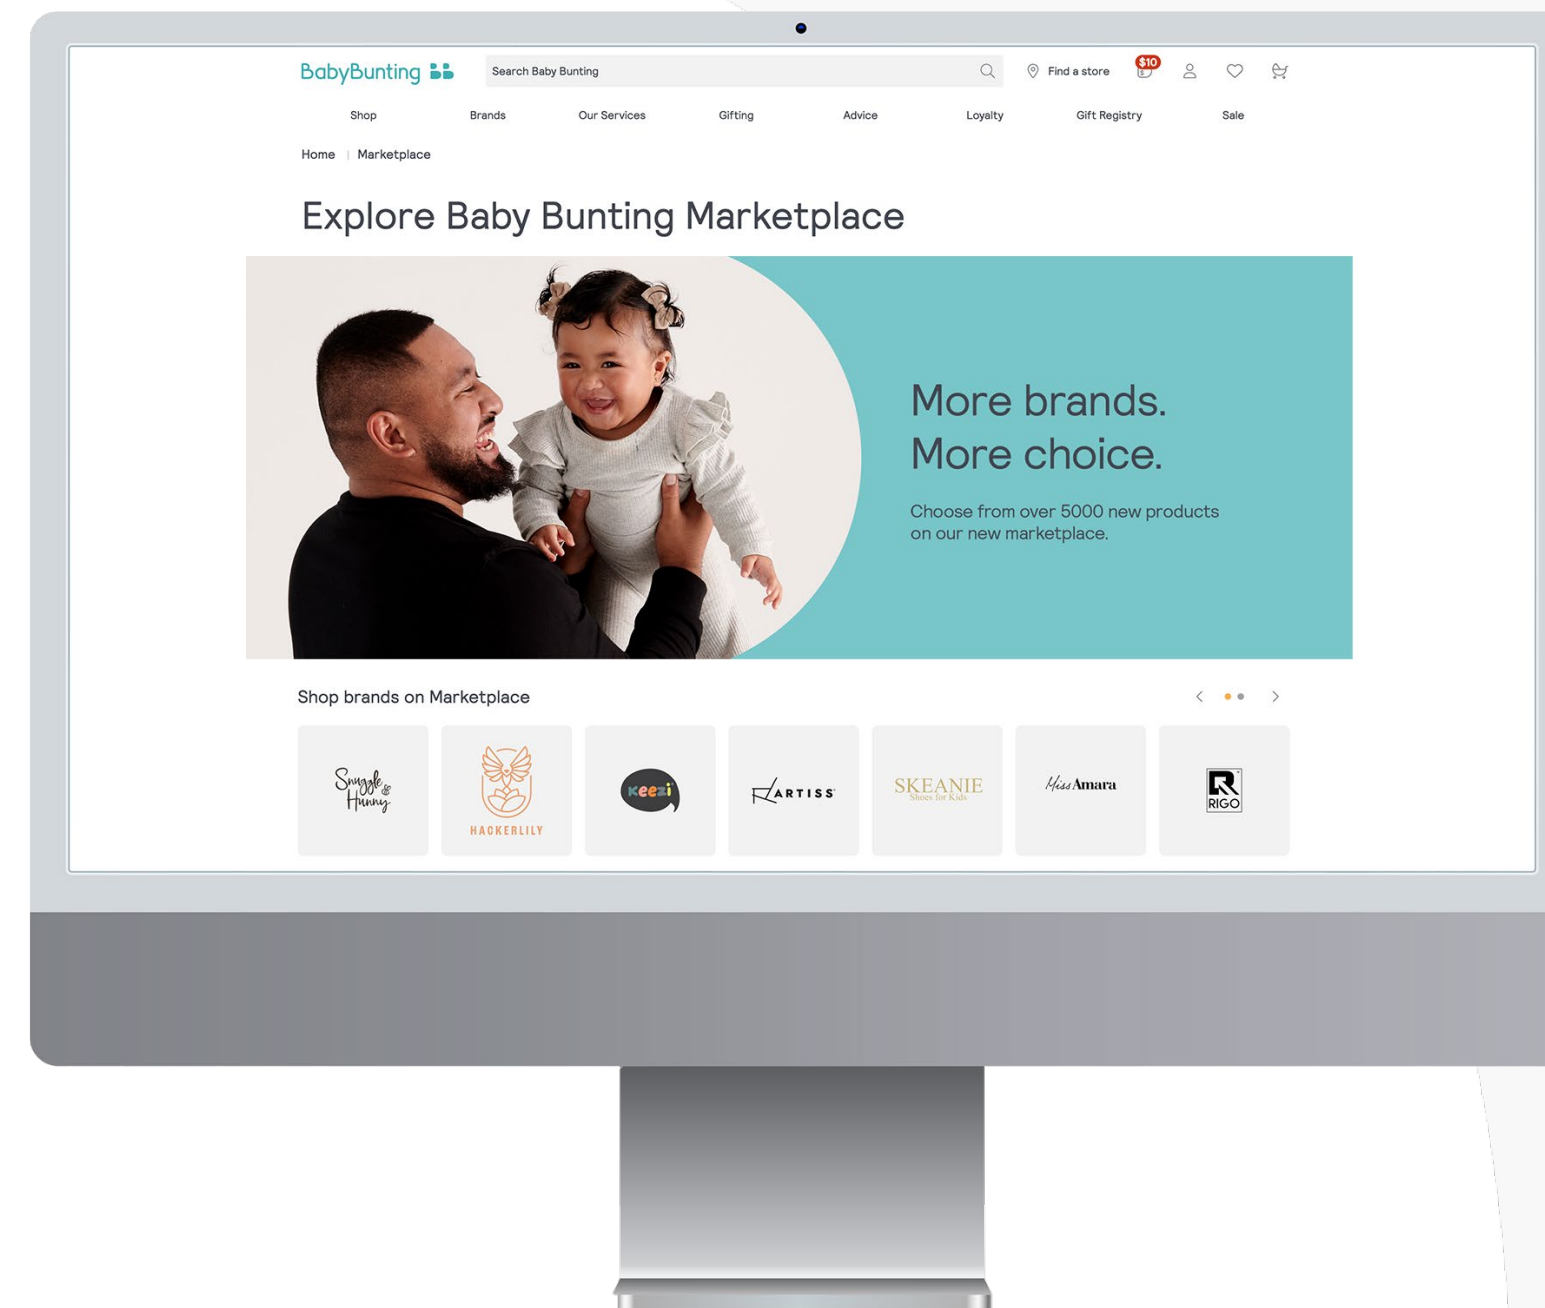 BabyBunting
Search Baby Bunting
Find a store
$10
Shop
Brands
Our Services
Gifting
Advice
Loyalty
Gift Registry
Sale
Home | Marketplace
Explore Baby Bunting Marketplace
More brands.
More choice.
Choose from over 5000 new products
on our new marketplace.
Shop brands on Marketplace
Snuggle &
Hunny
HACKERLILY
Keezi
ARTISS
SKEANIE
Shoes for Kids
Miss Amara
R
RIGO